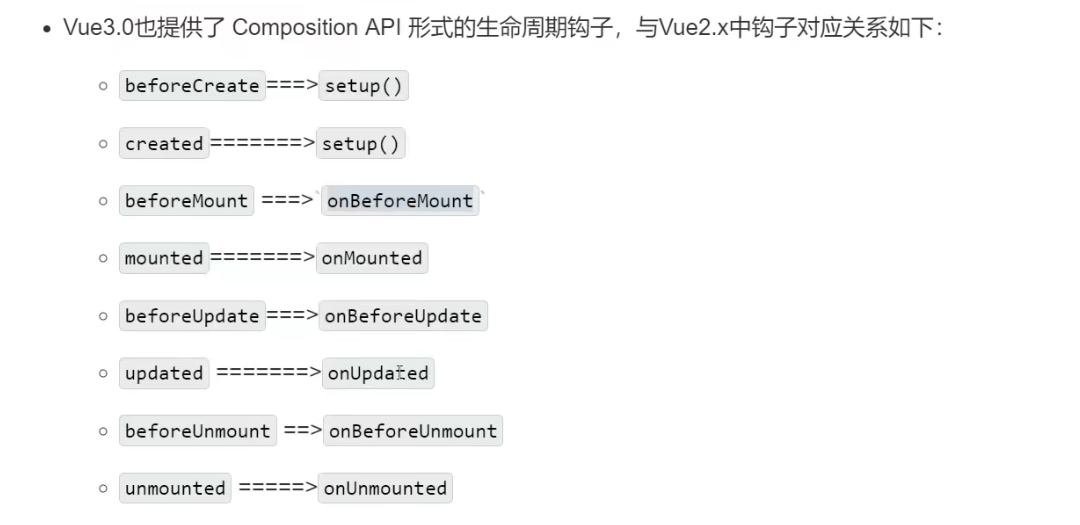 Vue3.0也提供了 Composition API 形式的生命周期钩子，与Vue2.x中钩子对应关系如下：
beforeCreate===>setup()
created=======>setup()
beforeMount ===>`onBeforeMount`
mounted=======>onMounted
beforeUpdate===>onBeforeUpdate
updated =======>onUpdated
beforeUnmount ==>onBeforeUnmount
unmounted =====>onUnmounted